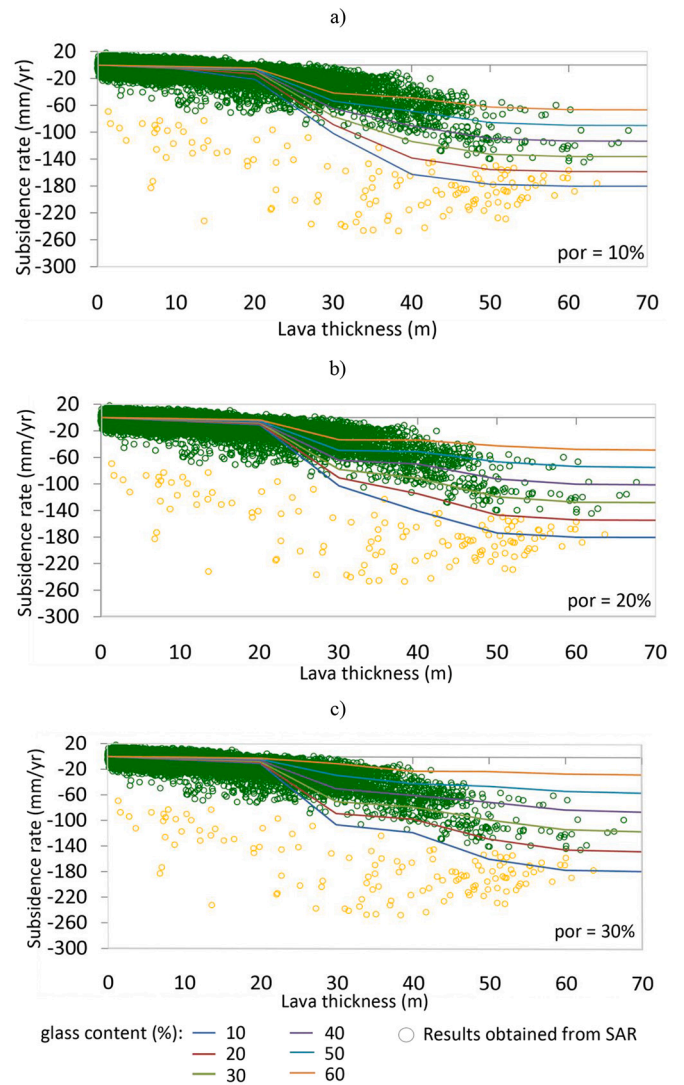 a)
20
-20
-60
-100
-140
-180
-220
-260
-300
Subsidence rate (mm/yr)
por = 10%
0 10 20 30 40 50 60 70
Lava thickness (m)
b)
20
-20
-60
-100
-140
-180
-220
-260
-300
Subsidence rate (mm/yr)
por = 20%
0 10 20 30 40 50 60 70
Lava thickness (m)
c)
20
-20
-60
-100
-140
-180
-220
-260
-300
Subsidence rate (mm/yr)
por = 30%
0 10 20 30 40 50 60 70
Lava thickness (m)
glass content (%): 10 40 Results obtained from SAR
20 50
30 60